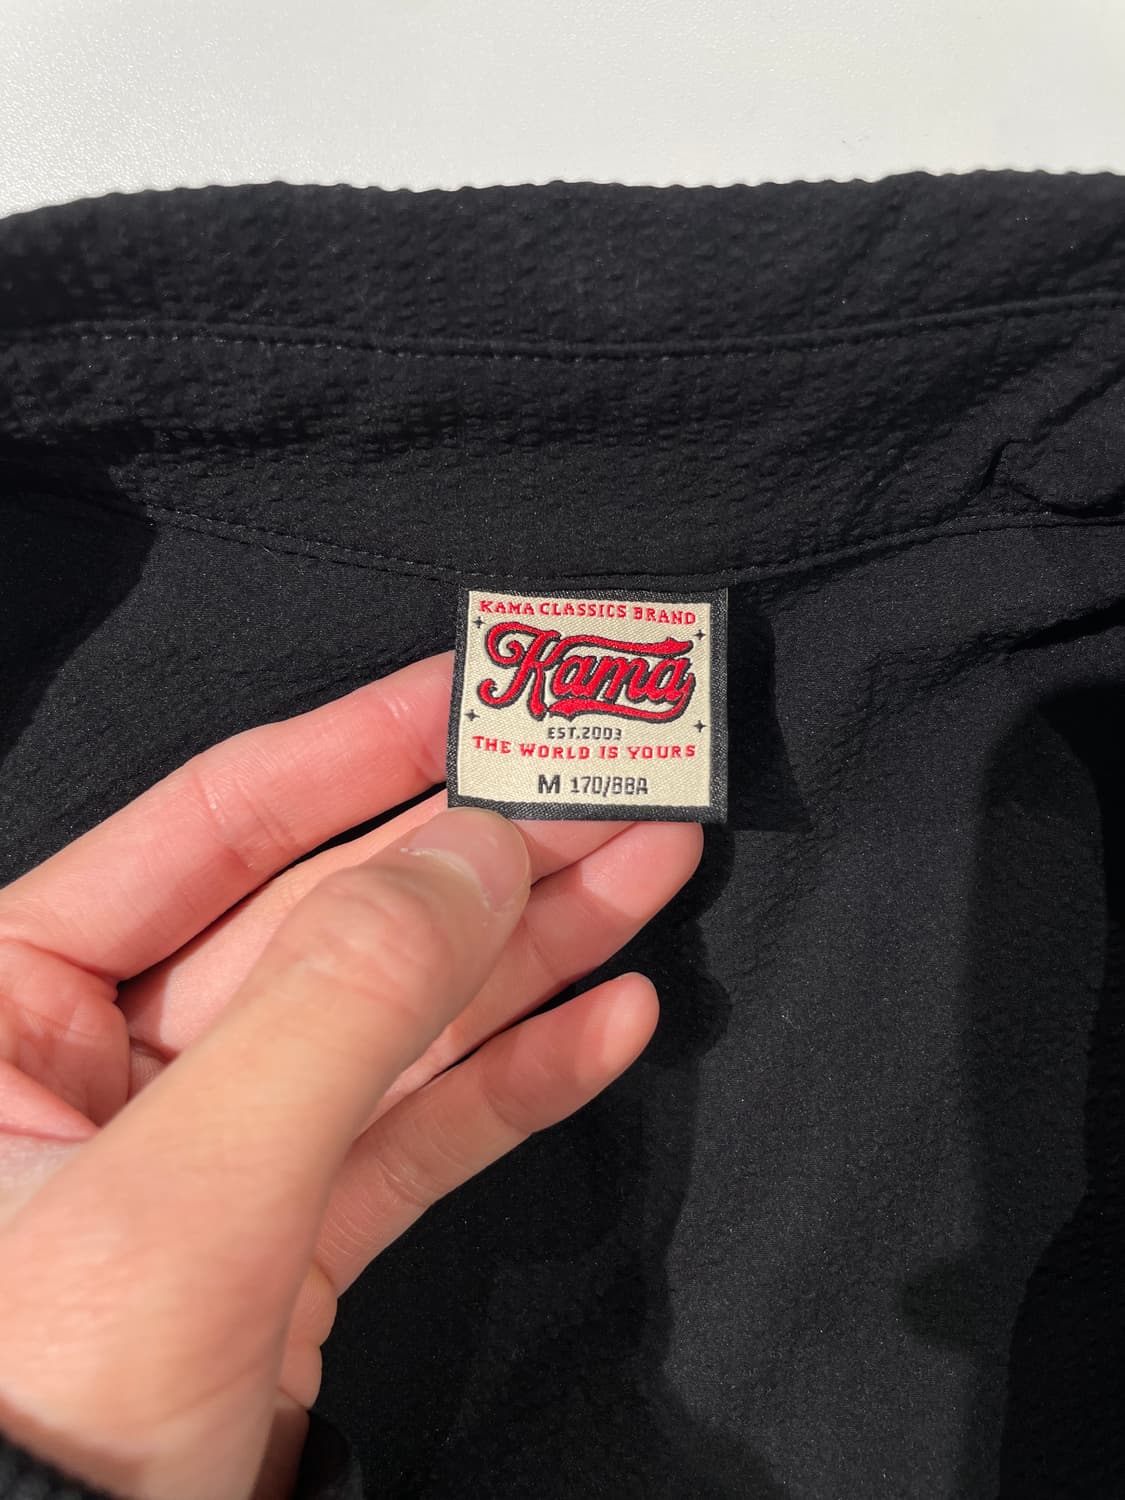 KAMA CLASSICS BRAND
Kama
EST.2003
THE WORLD IS YOURS
M 170/88A